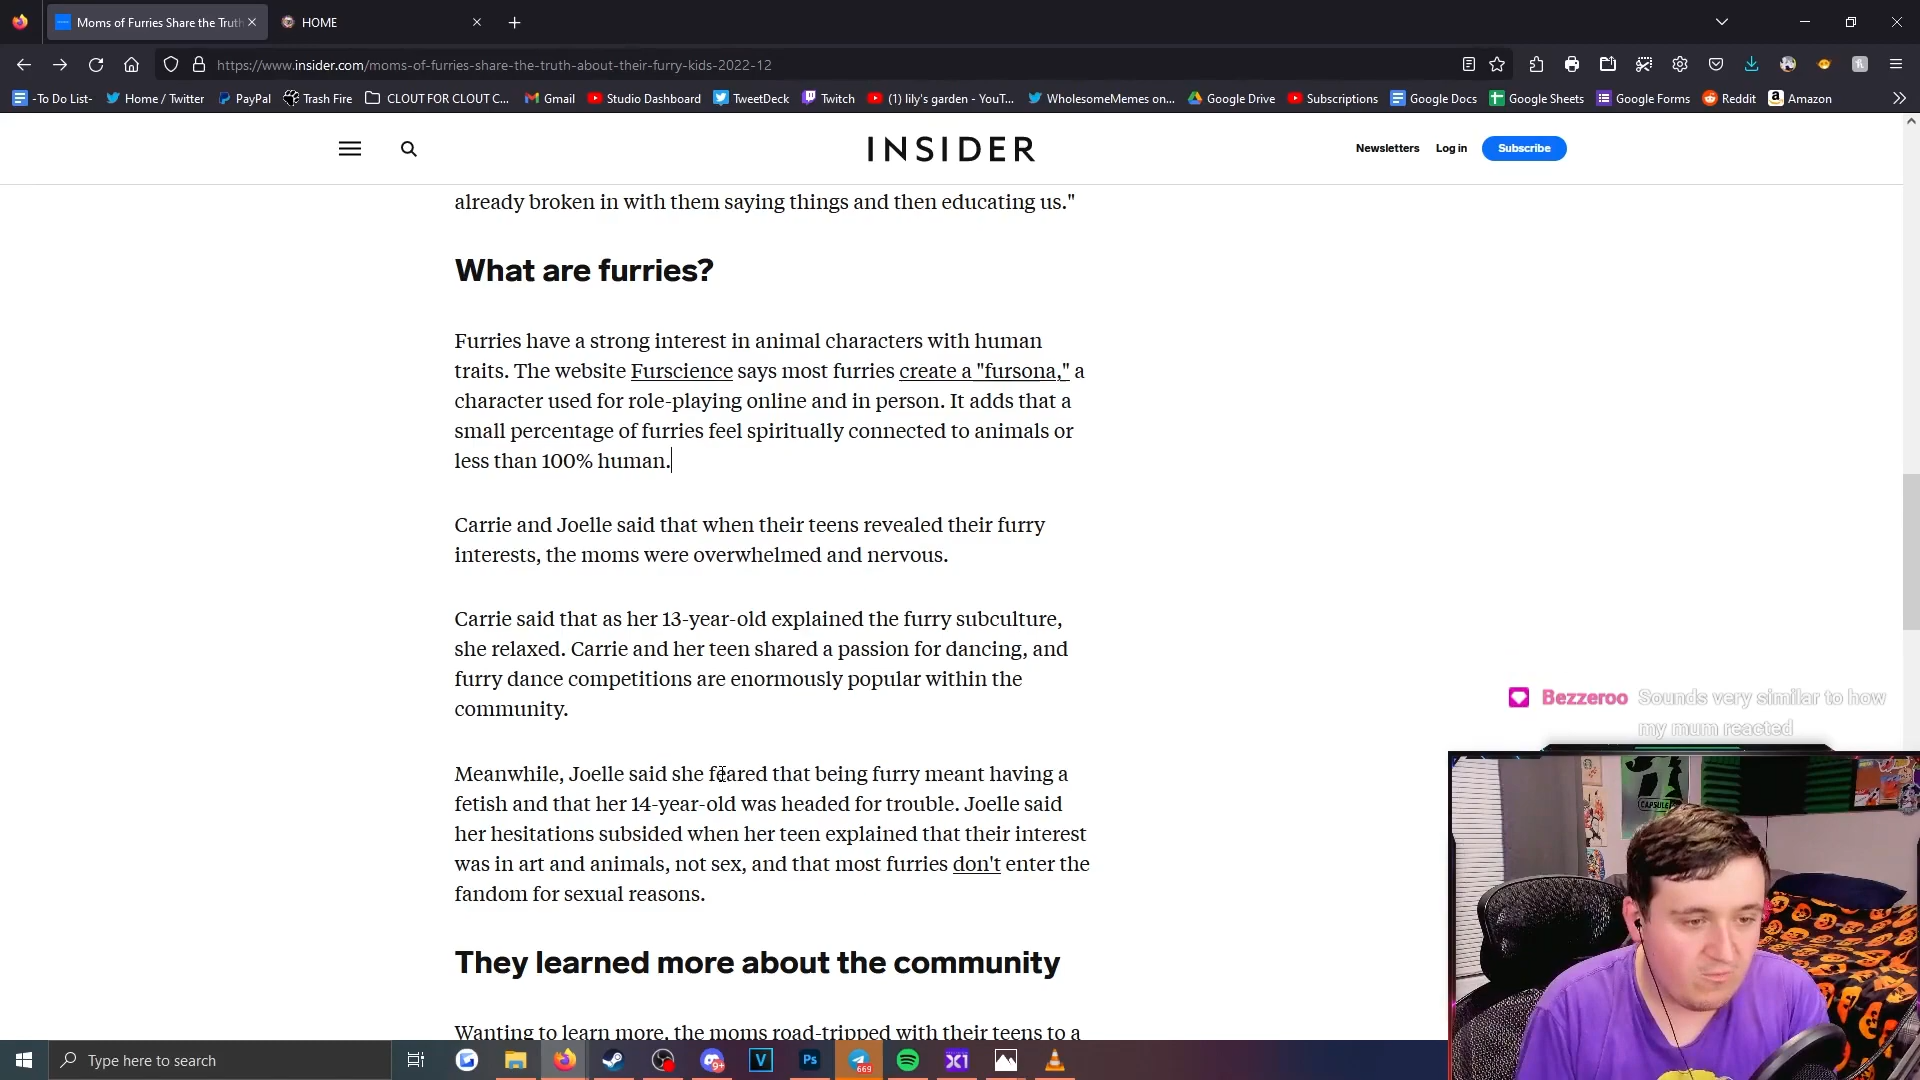 Moms of Furries Share the Truth
HOME
https://www.insider.com/moms-of-furries-share-the-truth-about-their-furry-kids-2022-12
-To Do List-
Home / Twitter
PayPal
Trash Fire
CLOUT FOR CLOUT C...
Gmail
Studio Dashboard
TweetDeck
Twitch
(1) lily's garden - YouT...
WholesomeMemes on...
Google Drive
Subscriptions
Google Docs
Google Sheets
Google Forms
Reddit
Amazon
INSIDER
Newsletters
Log in
Subscribe
already broken in with them saying things and then educating us."
What are furries?
Furries have a strong interest in animal characters with human
traits. The website Furscience says most furries create a "fursona," a
character used for role-playing online and in person. It adds that a
small percentage of furries feel spiritually connected to animals or
less than 100% human.
Carrie and Joelle said that when their teens revealed their furry
interests, the moms were overwhelmed and nervous.
Carrie said that as her 13-year-old explained the furry subculture,
she relaxed. Carrie and her teen shared a passion for dancing, and
furry dance competitions are enormously popular within the
community.
Bezzeroo Sounds very similar to how
my mum reacted
Meanwhile, Joelle said she feared that being furry meant having a
fetish and that her 14-year-old was headed for trouble. Joelle said
her hesitations subsided when her teen explained that their interest
was in art and animals, not sex, and that most furries don't enter the
fandom for sexual reasons.
CAPSULE
They learned more about the community
Wanting to learn more, the moms road-tripped with their teens to a
Type here to search
9+
V
Ps
669
X1